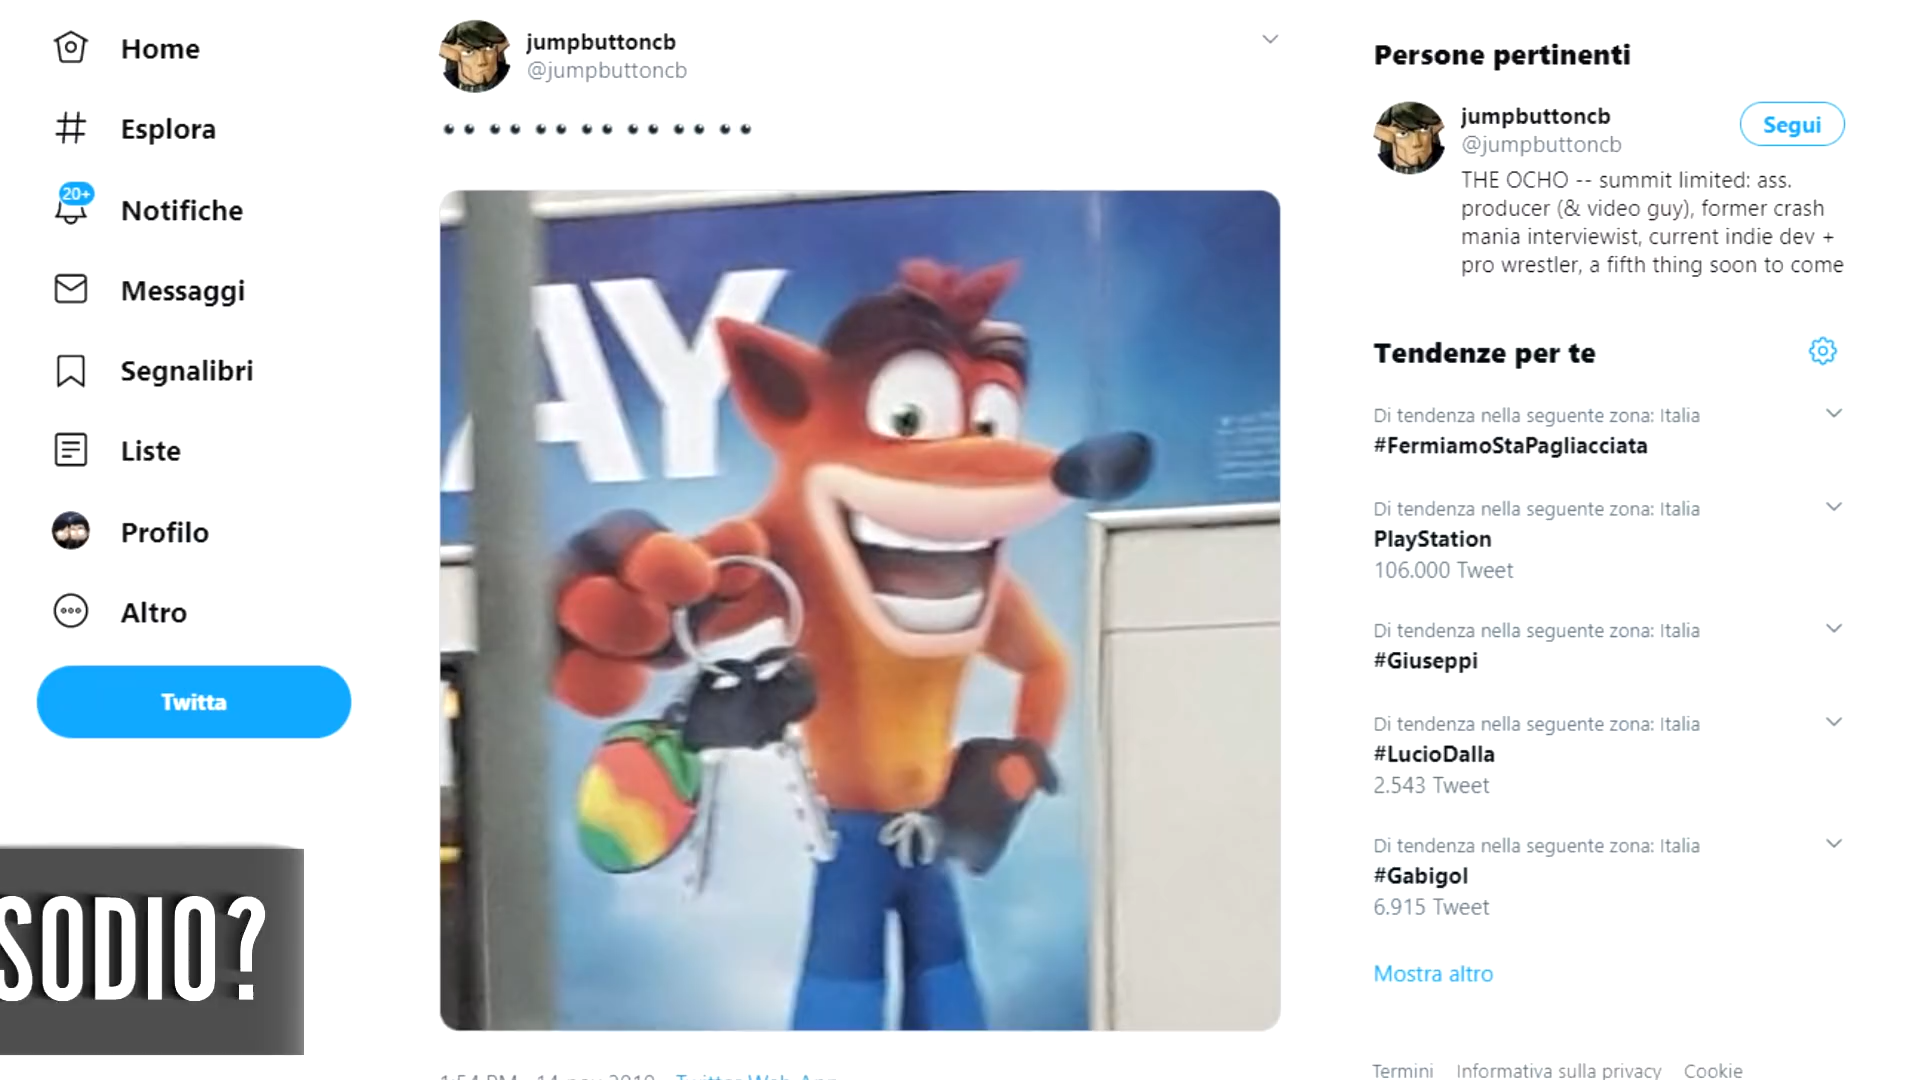 Home
Esplora
20+
Notifiche
Messaggi
Segnalibri
Liste
Profilo
Altro
Twitta
SODIO?
jumpbuttoncb
@jumpbuttoncb
AY
Twitter Web App
Persone pertinenti
jumpbuttoncb
@jumpbuttoncb
Segui
THE OCHO -- summit limited: ass.
producer (& video guy), former crash
mania interviewist, current indie dev +
pro wrestler, a fifth thing soon to come
Tendenze per te
Di tendenza nella seguente zona: Italia
#FermiamoStaPagliacciata
Di tendenza nella seguente zona: Italia
PlayStation
106.000 Tweet
Di tendenza nella seguente zona: Italia
#Giuseppi
Di tendenza nella seguente zona: Italia
#LucioDalla
2.543 Tweet
Di tendenza nella seguente zona: Italia
#Gabigol
6.915 Tweet
Mostra altro
Termini Informativa sulla privacy Cookie